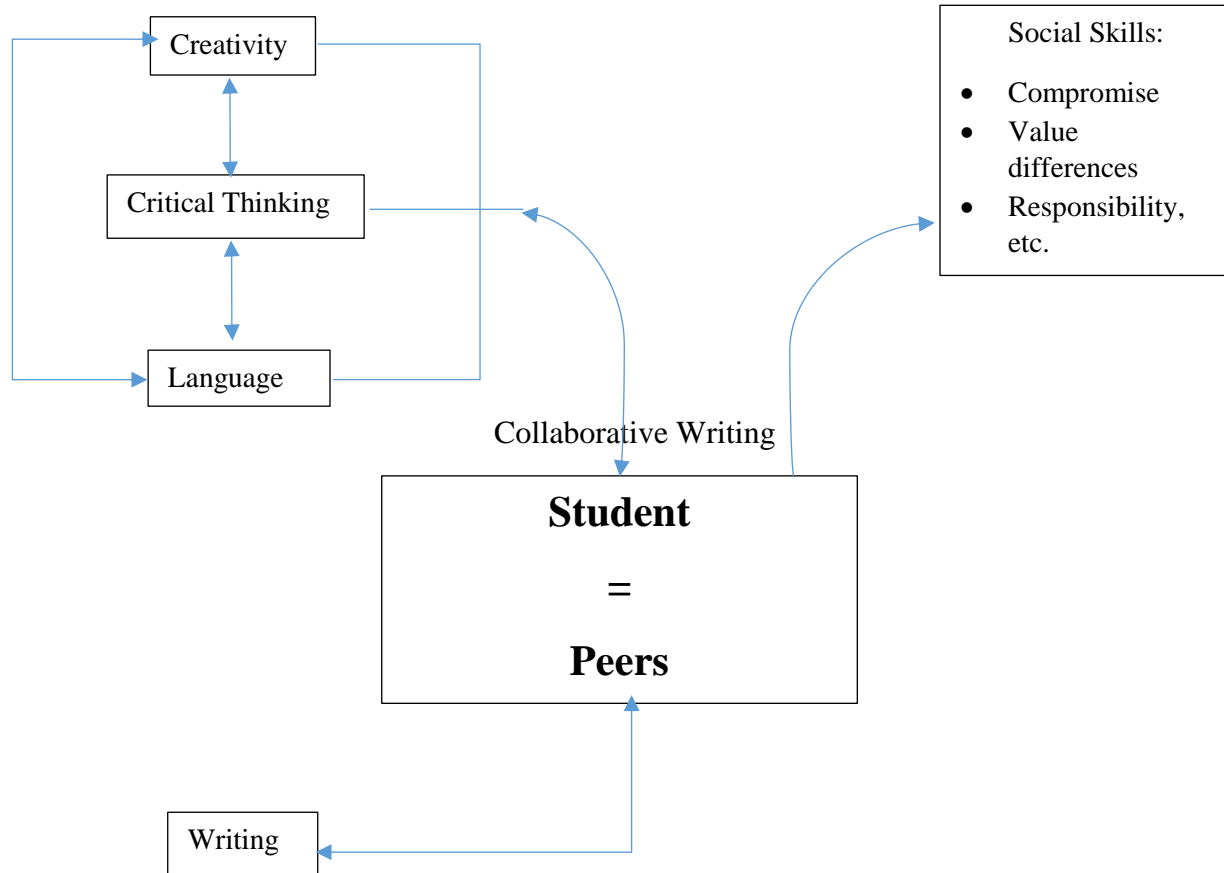 Creativity
Critical Thinking
Language
Social Skills:
• Compromise
• Value
differences
• Responsibility,
etc.
Collaborative Writing
Student
=
Peers
Writing